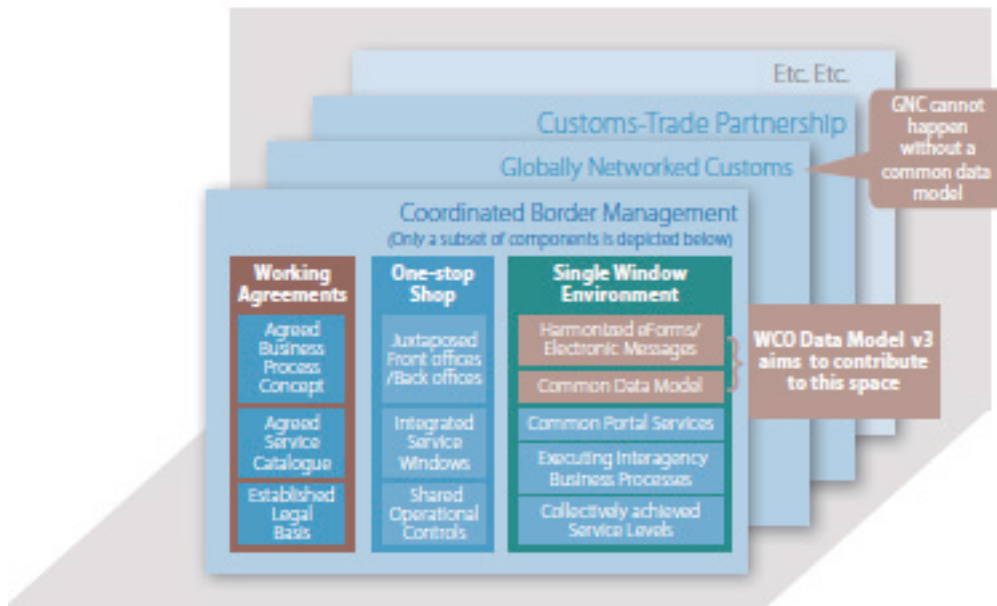 Etc. Etc.
Customs-Trade Partnership
Globally Networked Customs
GNC cannot
happen
without a
common data
model
Coordinated Border Management
(Only a subset of components is depicted below)
Working
Agreements
Agreed
Business
Process
Concept
Agreed
Service
Catalogue
Established
Legal
Basis
One-stop
Shop
Juxtaposed
Front offices
/Back offices
Integrated
Service
Windows
Shared
Operational
Controls
Single Window
Environment
Harmonized eForms/
Electronic Messages
Common Data Model
Common Portal Services
Executing Interagency
Business Processes
Collectively achieved
Service Levels
WCO Data Model v3
aims to contribute
to this space